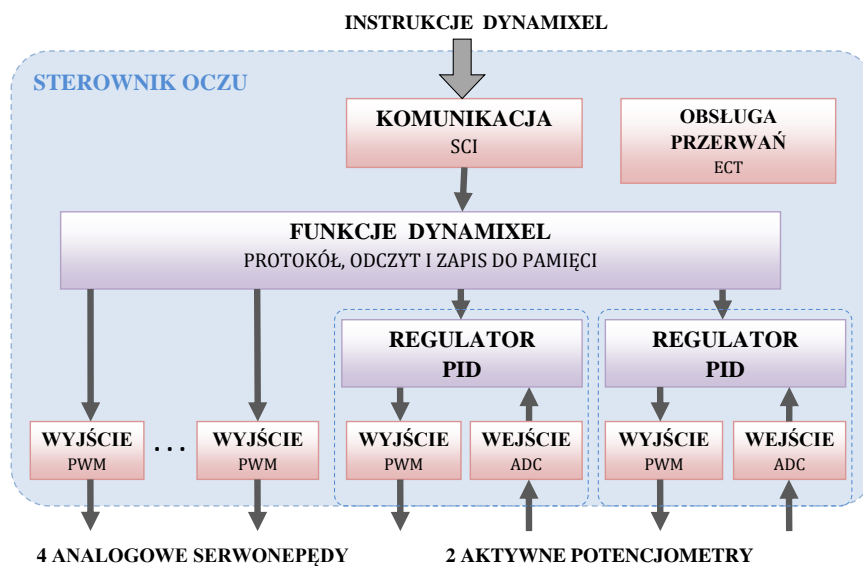 INSTRUKCJE DYNAMIXEL
STEROWNIK OCZU
KOMUNIKACJA
SCI
OBSŁUGA
PRZERWAŃ
ECT
FUNKCJE DYNAMIXEL
PROTOKÓŁ, ODCZYT I ZAPIS DO PAMIĘCI
REGULATOR
PID
REGULATOR
PID
WYJŚCIE
PWM
. . .
WYJŚCIE
PWM
WYJŚCIE
PWM
WEJŚCIE
ADC
WYJŚCIE
PWM
WEJŚCIE
ADC
4 ANALOGOWE SERWONEPĘDY
2 AKTYWNE POTENCJOMETRY